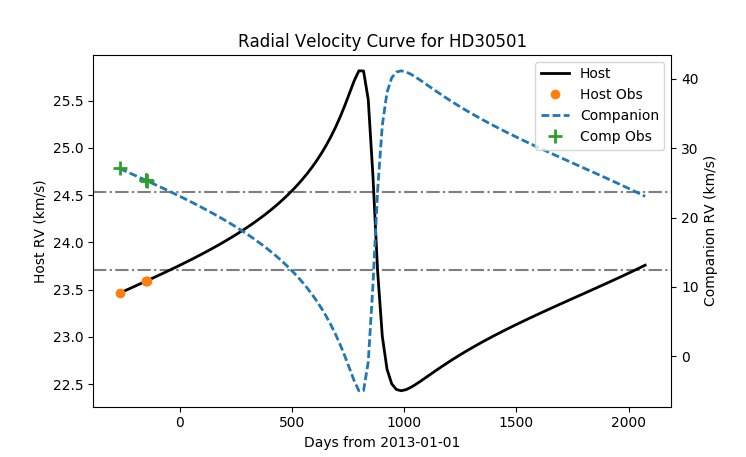 Radial Velocity Curve for HD30501
Host
Host Obs
Companion
Comp Obs
Host RV (km/s)
25.5
25.0
24.5
24.0
23.5
23.0
22.5
40
30
20
10
0
Companion RV (km/s)
0 500 1000 1500 2000
Days from 2013-01-01